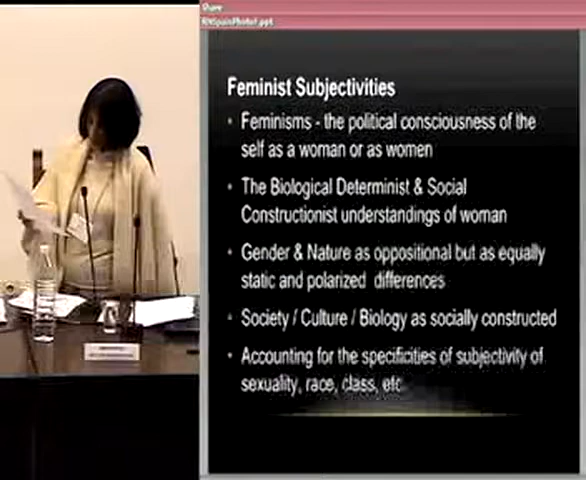 Share
Feminist Subjectivities
• Feminisms - the political consciousness of the
self as a woman or as women
• The Biological Determinist & Social
Constructionist understandings of woman
• Gender & Nature as oppositional but as equally
static and polarized differences
• Society / Culture / Biology as socially constructed
• Accounting for the specificities of subjectivity of
sexuality, race, class, etc